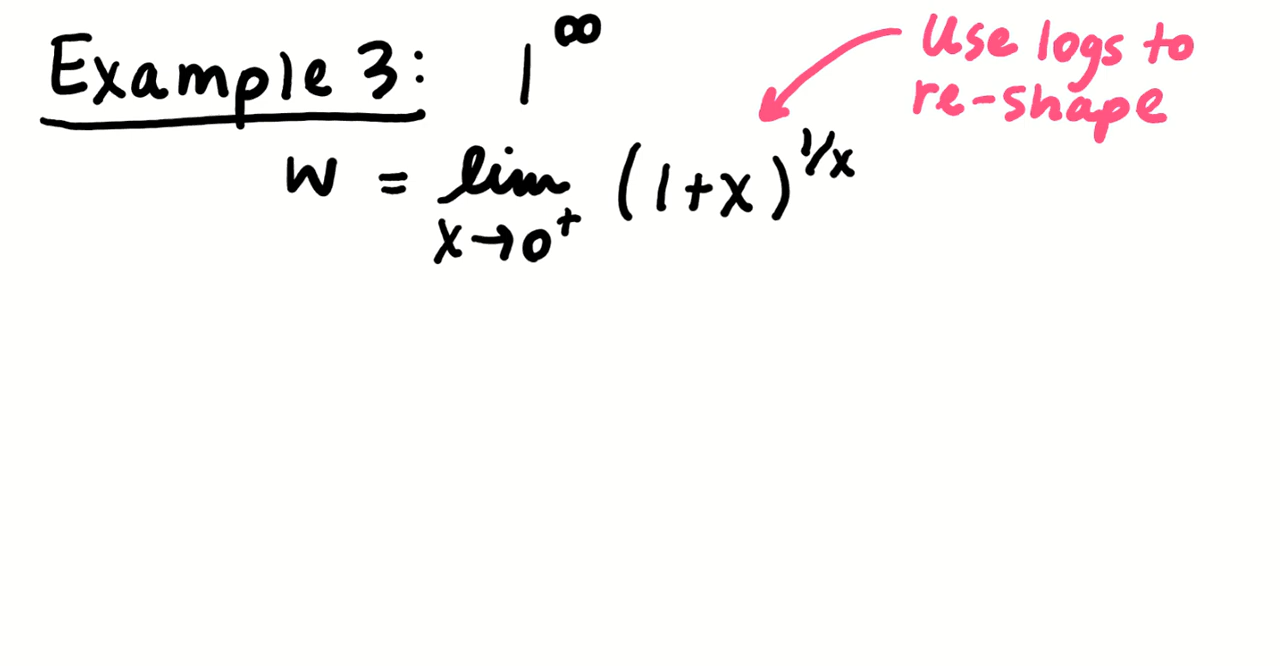 Example 3: 1^∞
Use logs to
re-shape
w = lim (1+x)^1/x
x→0⁺